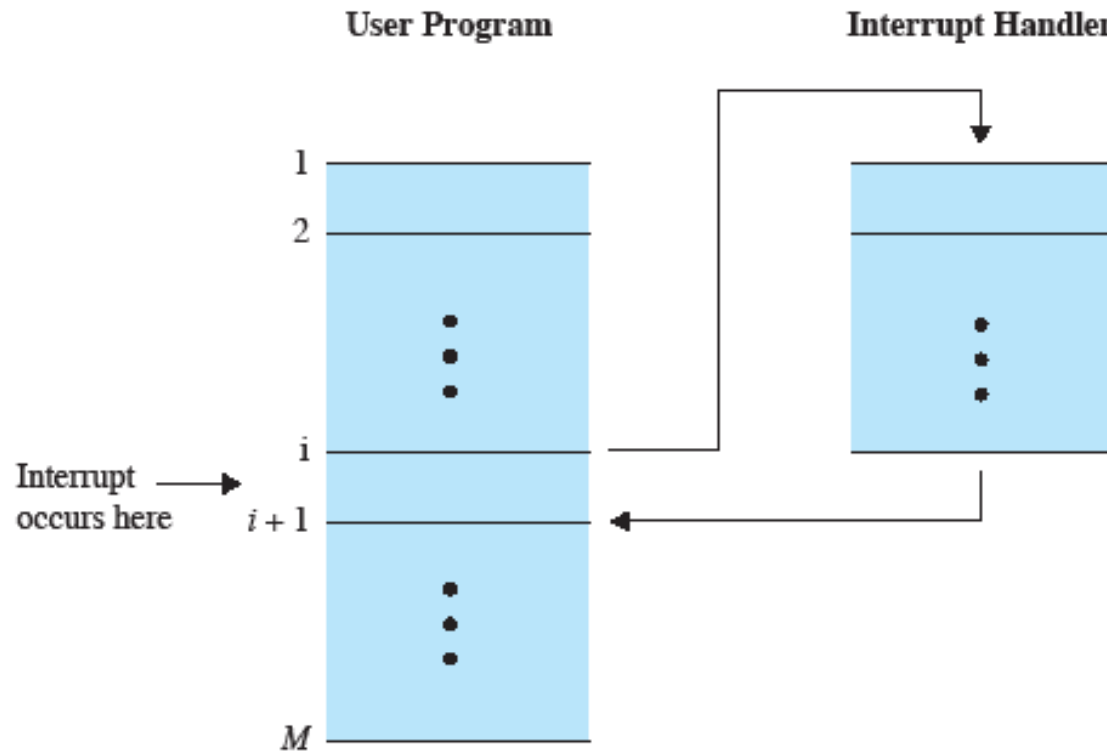 User Program
Interrupt Handler
1
2
i
Interrupt
occurs here
i + 1
M